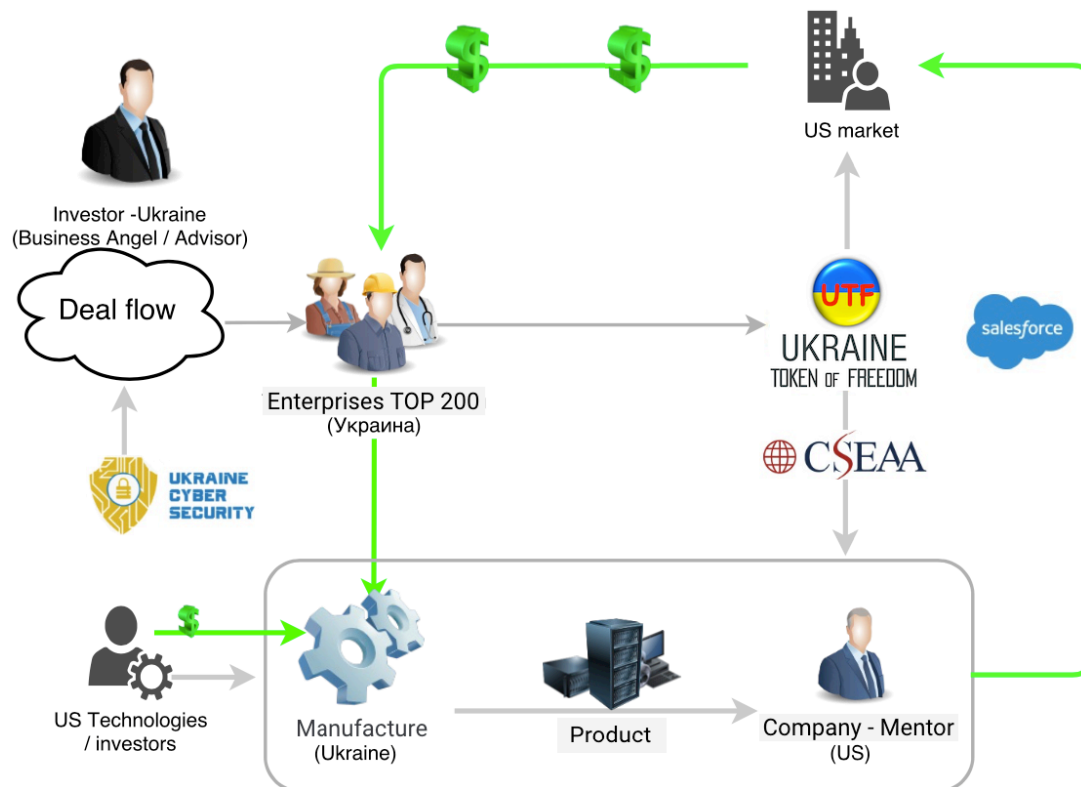 US market
Investor -Ukraine
(Business Angel / Advisor)
Deal flow
UTF
UKRAINE
TOKEN OF FREEDOM
salesforce
Enterprises TOP 200
(Украина)
CSEAA
UKRAINE
CYBER
SECURITY
$
$
$
US Technologies
/ investors
Manufacture
(Ukraine)
Product
Company - Mentor
(US)